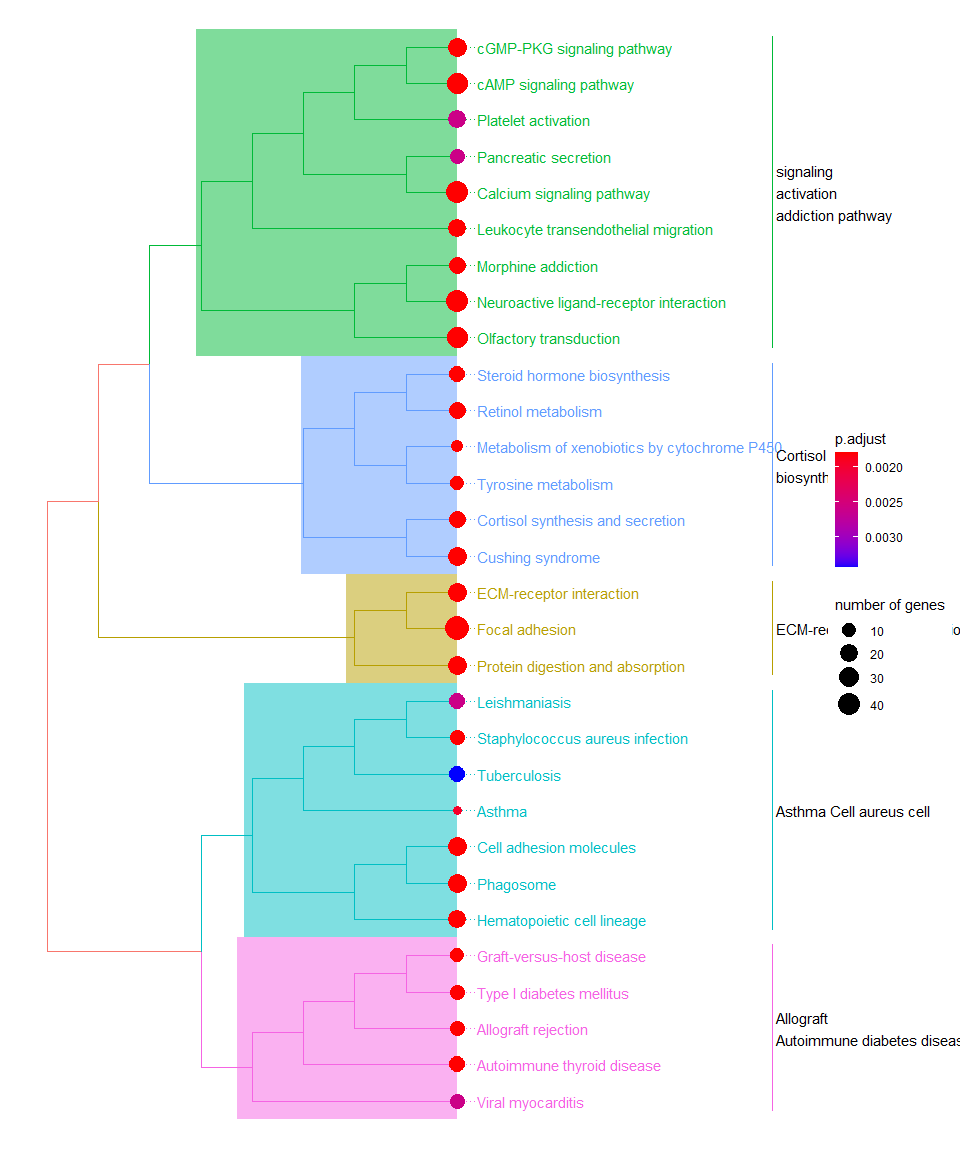 cGMP-PKG signaling pathway
cAMP signaling pathway
Platelet activation
Pancreatic secretion
Calcium signaling pathway
Leukocyte transendothelial migration
Morphine addiction
Neuroactive ligand-receptor interaction
Olfactory transduction
signaling
activation
addiction pathway
Steroid hormone biosynthesis
Retinol metabolism
Metabolism of xenobiotics by cytochrome P450
Tyrosine metabolism
Cortisol synthesis and secretion
Cushing syndrome
Cortisol
biosynth
p.adjust
0.0020
0.0025
0.0030
ECM-receptor interaction
Focal adhesion
Protein digestion and absorption
number of genes
10
20
30
40
Leishmaniasis
Staphylococcus aureus infection
Tuberculosis
Asthma
Cell adhesion molecules
Phagosome
Hematopoietic cell lineage
Asthma Cell aureus cell
Graft-versus-host disease
Type I diabetes mellitus
Allograft rejection
Autoimmune thyroid disease
Viral myocarditis
Allograft
Autoimmune diabetes diseas